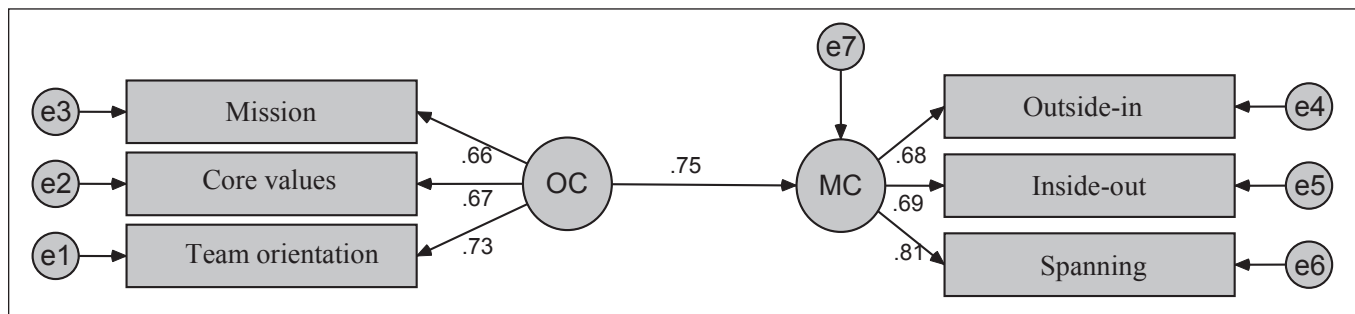 e7
e3
Mission
Outside-in
e4
.66
.68
e2
Core values
OC
.75
MC
Inside-out
e5
.67
.69
e1
Team orientation
.73
.81
Spanning
e6